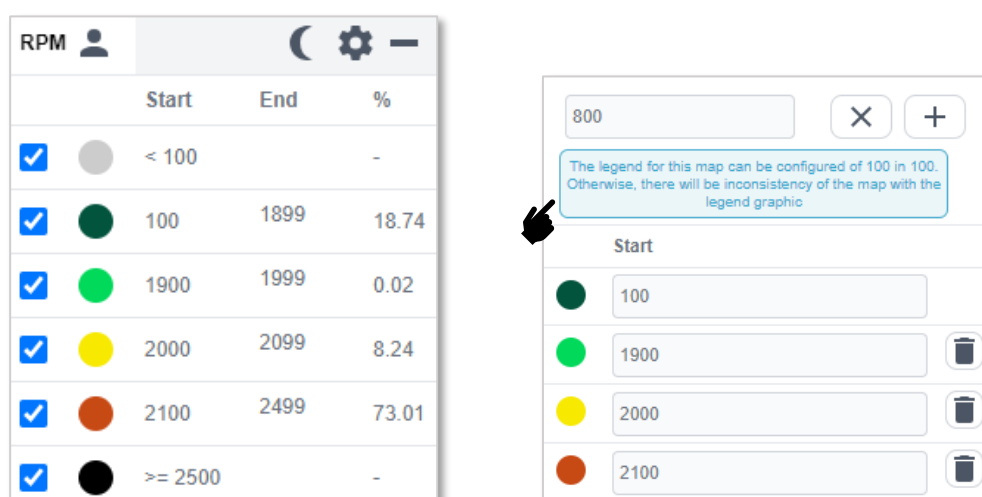 RPM
Start End %
< 100 -
100 1899 18.74
1900 1999 0.02
2000 2099 8.24
2100 2499 73.01
>= 2500 -
800
The legend for this map can be configured of 100 in 100.
Otherwise, there will be inconsistency of the map with the
legend graphic
Start
100
1900
2000
2100